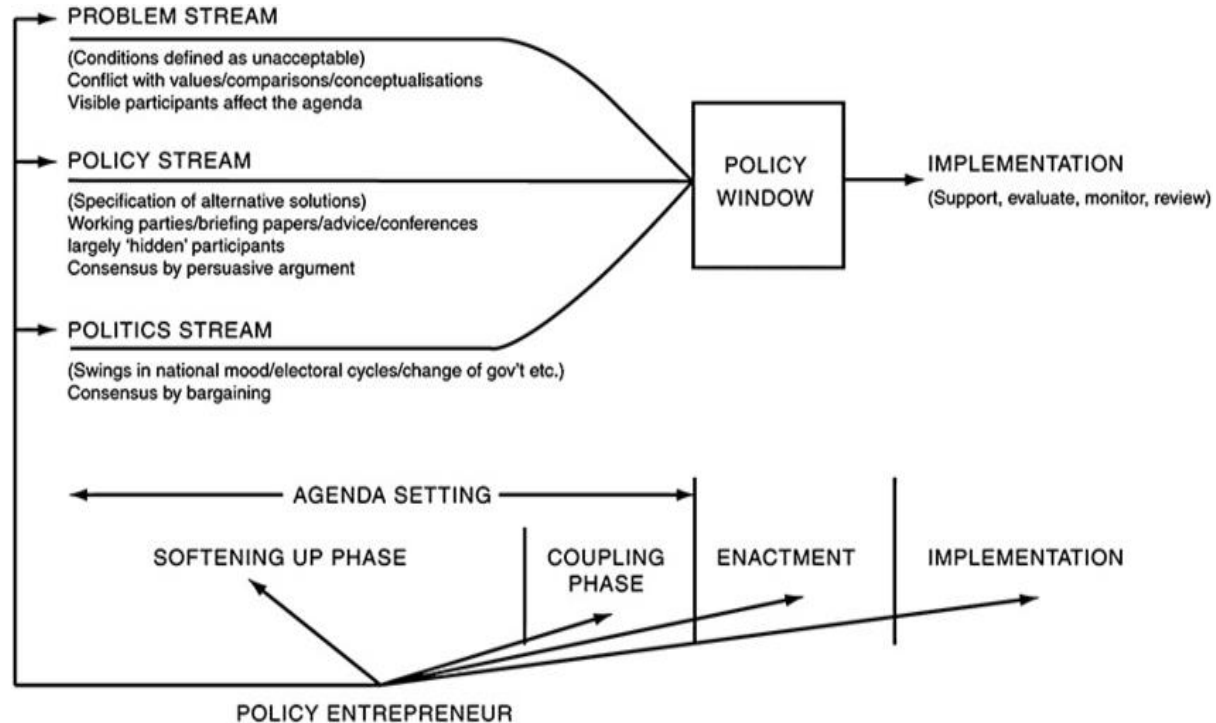 PROBLEM STREAM
(Conditions defined as unacceptable)
Conflict with values/comparisons/conceptualisations
Visible participants affect the agenda
POLICY STREAM
(Specification of alternative solutions)
Working parties/briefing papers/advice/conferences
largely ‘hidden’ participants
Consensus by persuasive argument
POLITICS STREAM
(Swings in national mood/electoral cycles/change of gov't etc.)
Consensus by bargaining
POLICY
WINDOW
IMPLEMENTATION
(Support, evaluate, monitor, review)
AGENDA SETTING
SOFTENING UP PHASE
COUPLING
PHASE
ENACTMENT
IMPLEMENTATION
POLICY ENTREPRENEUR